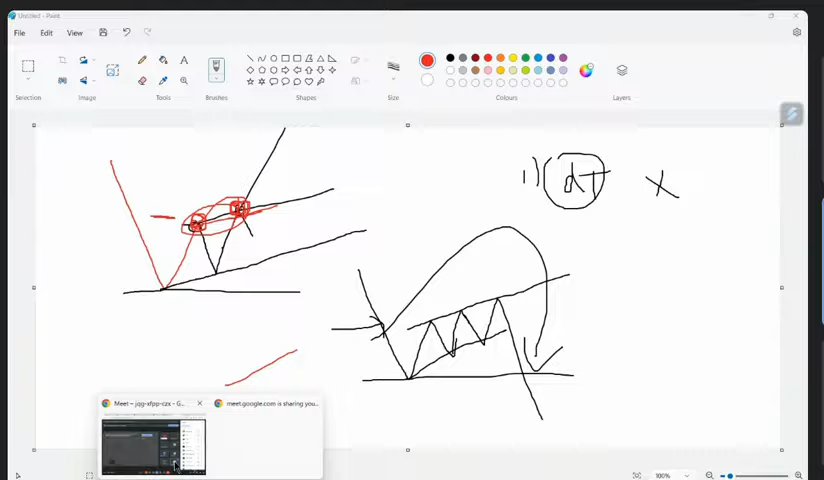 Untitled - Paint
File Edit View
Selection Image Tools Brushes Shapes Size Colours Layers
1) dT X
Meet – jqg-xfpp-czx - G... meet.google.com is sharing you...
100%